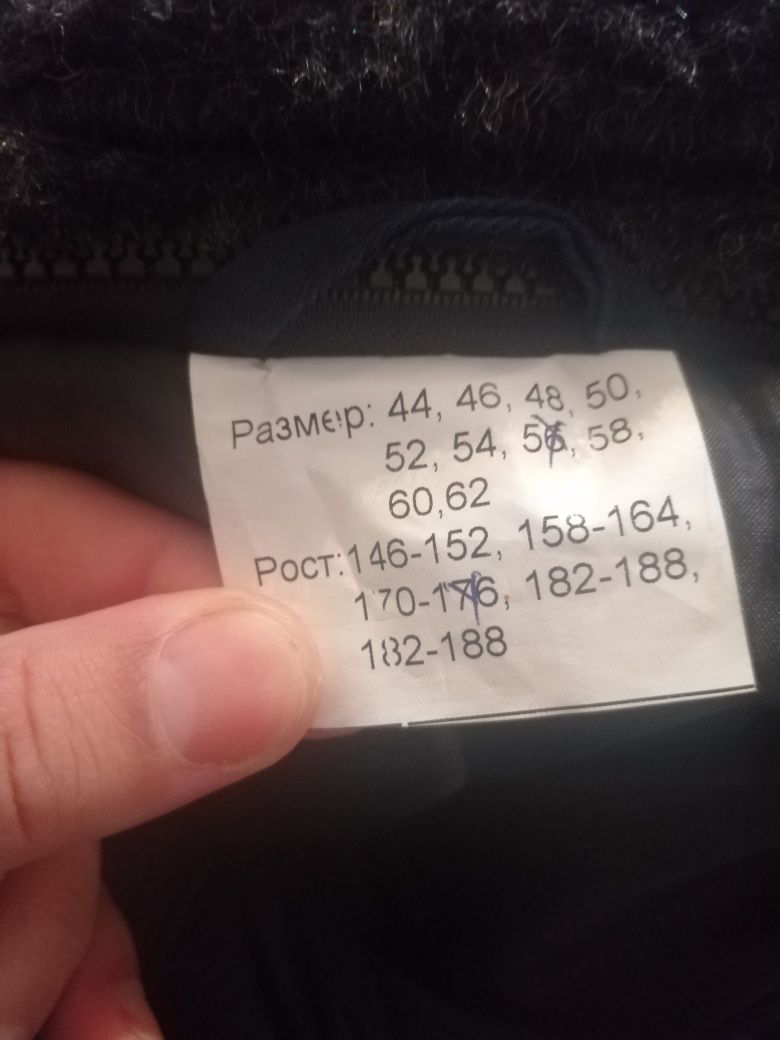 Размер: 44, 46, 48, 50,
52, 54, 56, 58,
60,62
Рост:146-152, 158-164,
170-176, 182-188,
182-188